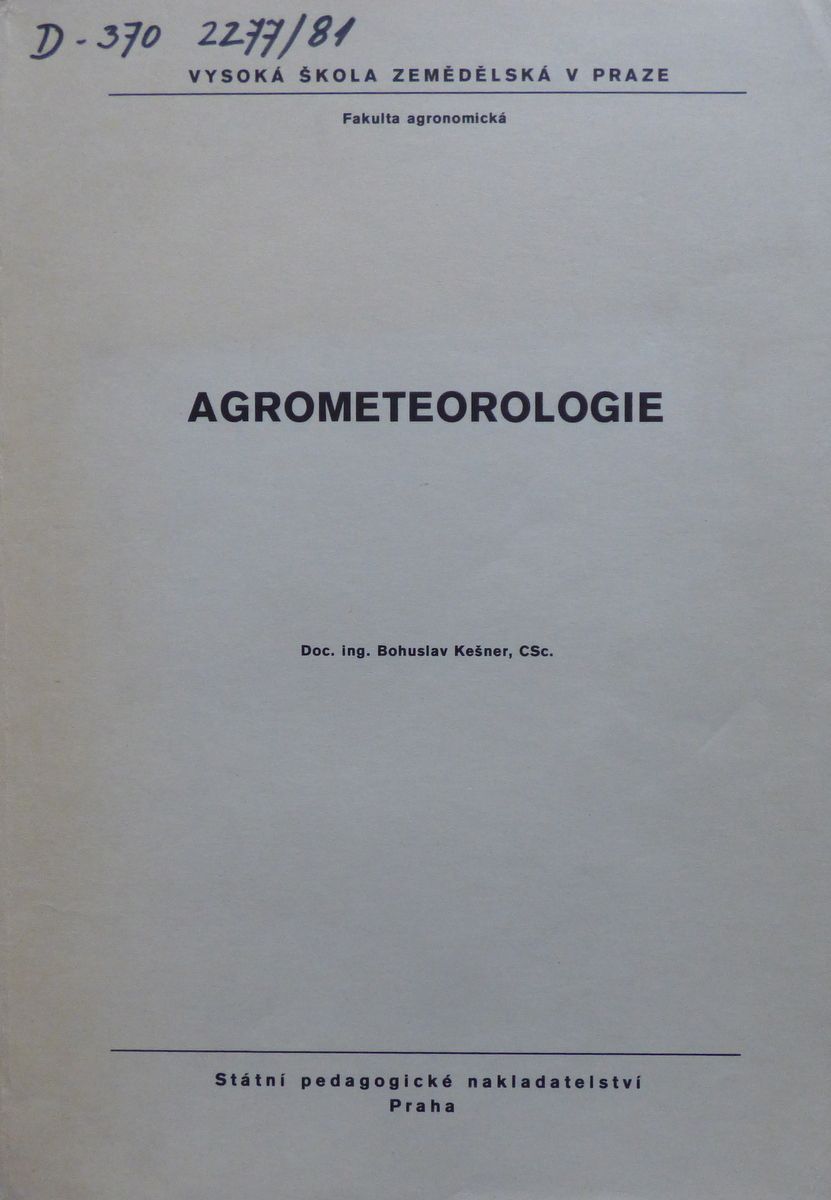 D-370 2277/81
VYSOKÁ ŠKOLA ZEMĚDĚLSKÁ V PRAZE
Fakulta agronomická
AGROMETEOROLOGIE
Doc. ing. Bohuslav Kešner, CSc.
Státní pedagogické nakladatelství
Praha